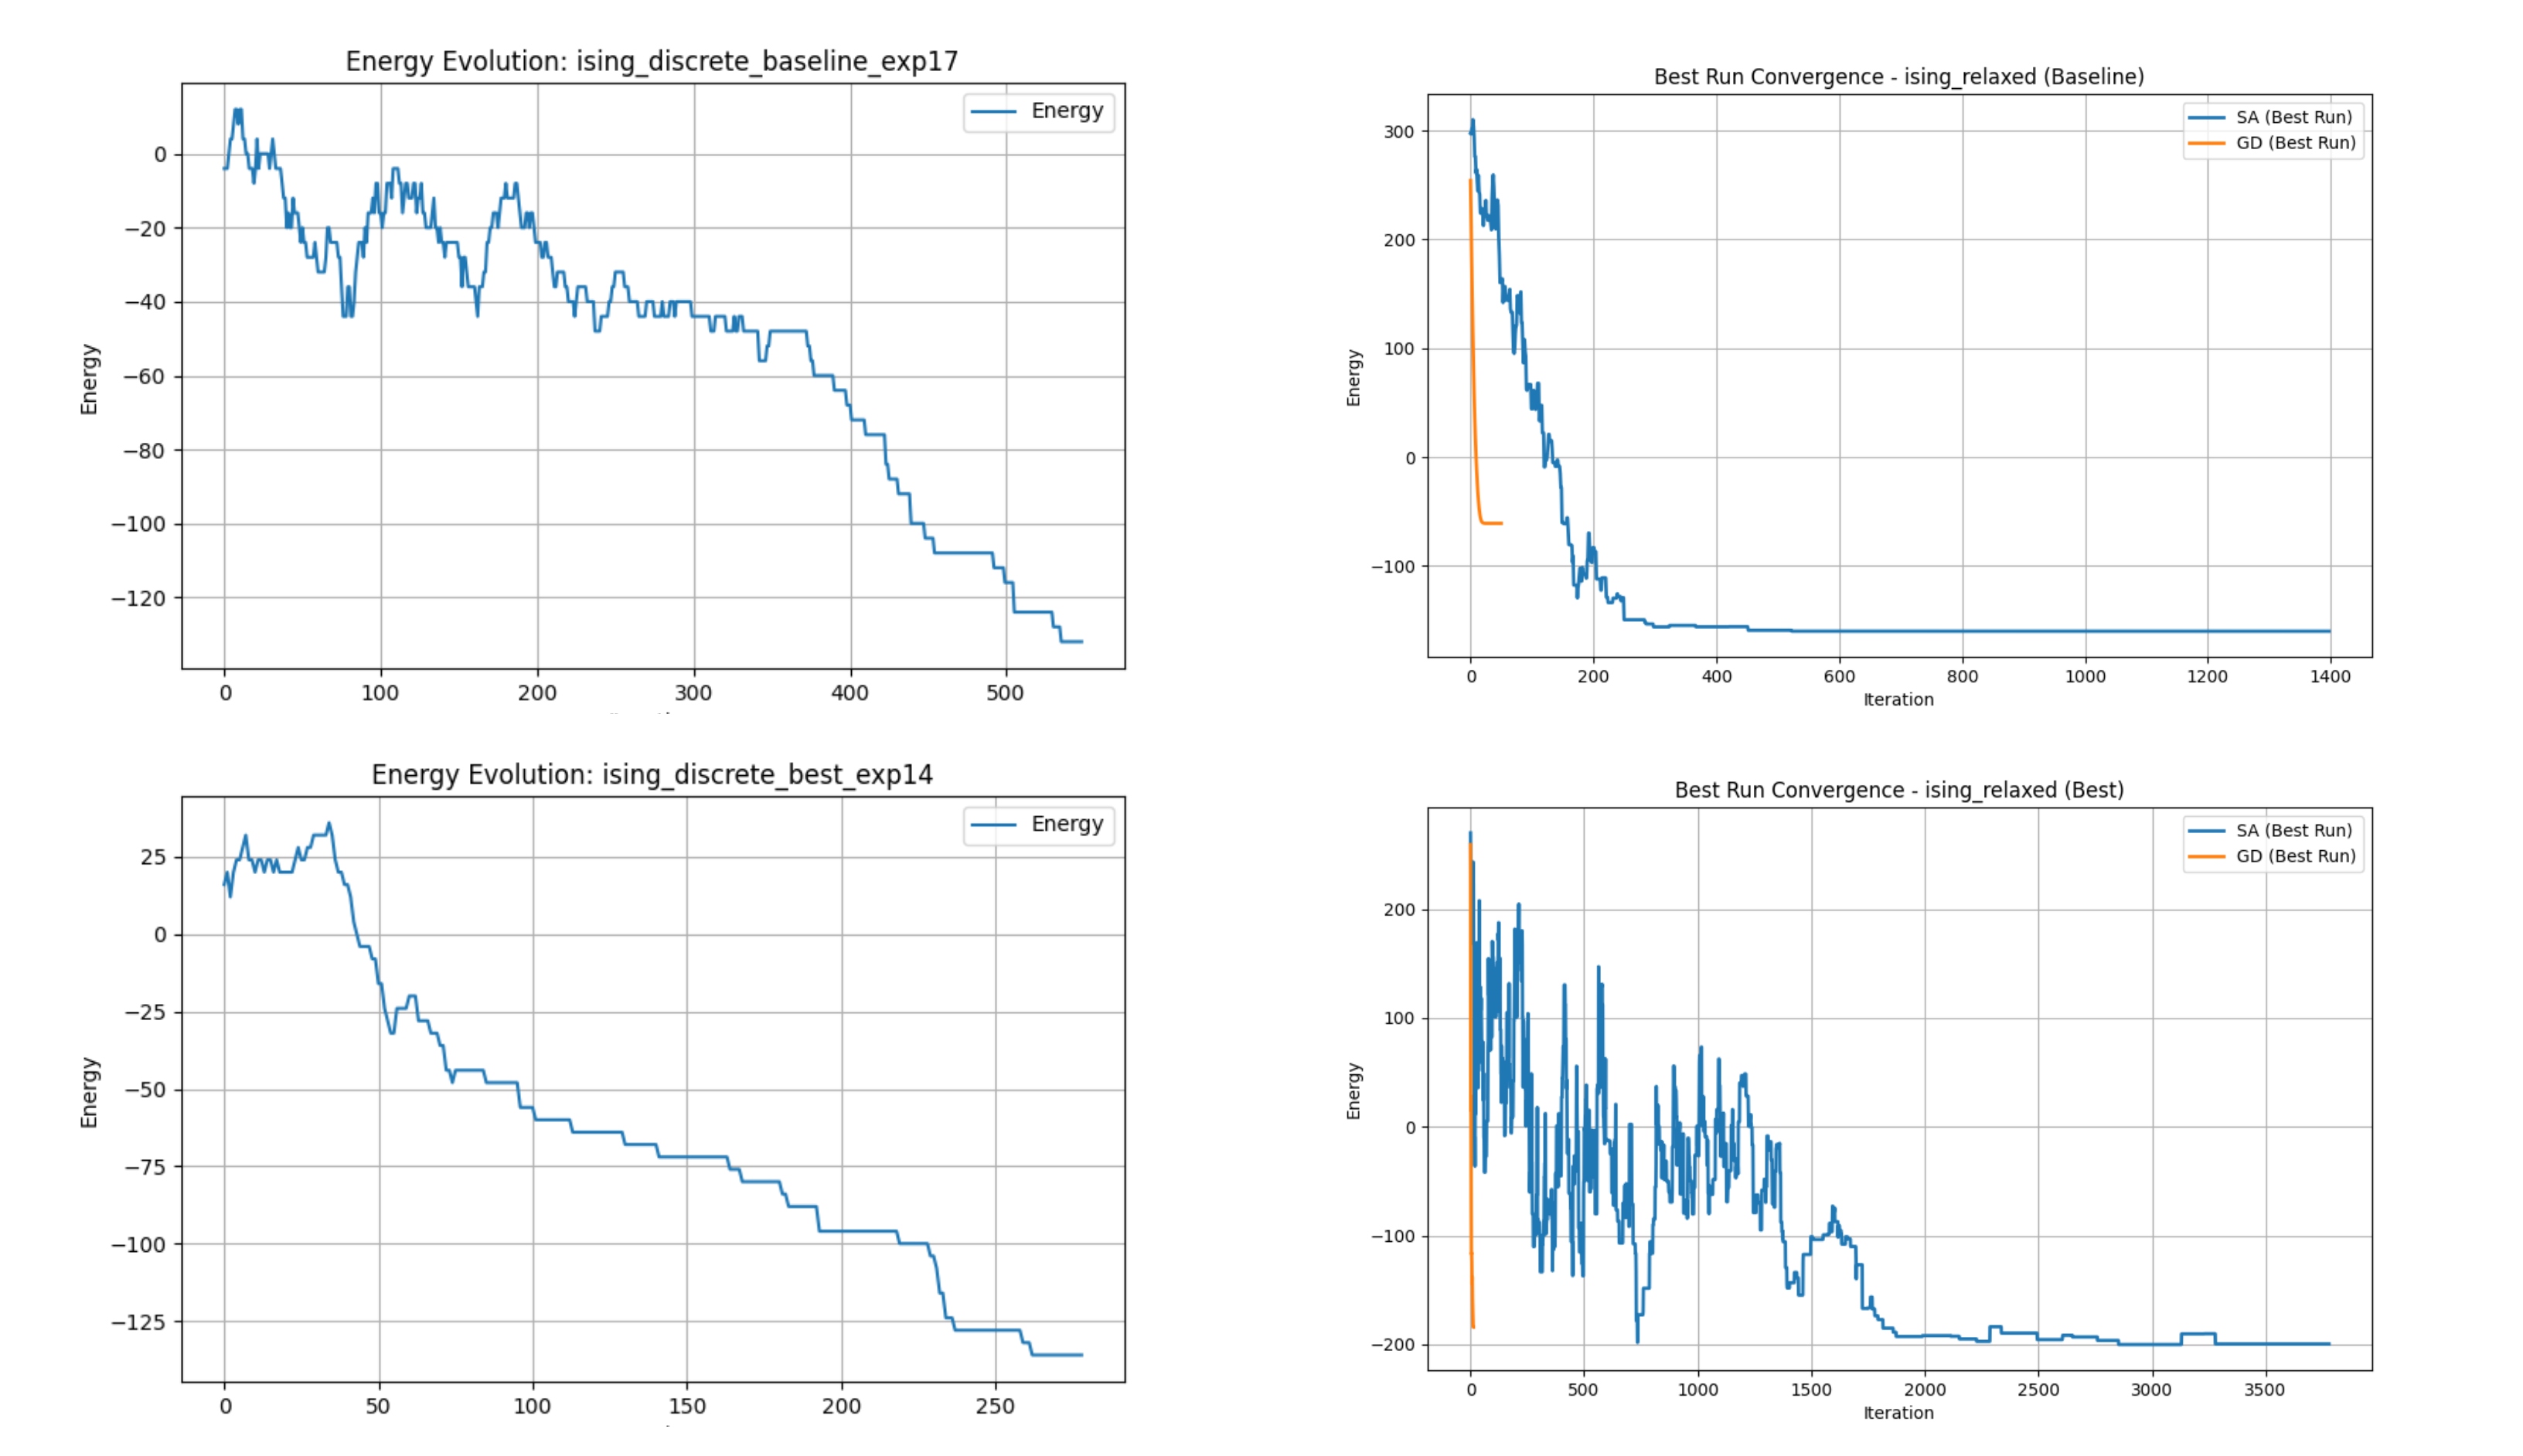 Energy Evolution: ising_discrete_baseline_exp17
Energy
Energy
0
−20
−40
−60
−80
−100
−120
0 100 200 300 400 500
Best Run Convergence - ising_relaxed (Baseline)
SA (Best Run)
GD (Best Run)
Energy
300
200
100
0
−100
0 200 400 600 800 1000 1200 1400
Iteration
Energy Evolution: ising_discrete_best_exp14
Energy
Energy
25
0
−25
−50
−75
−100
−125
0 50 100 150 200 250
Best Run Convergence - ising_relaxed (Best)
SA (Best Run)
GD (Best Run)
Energy
200
100
0
−100
−200
0 500 1000 1500 2000 2500 3000 3500
Iteration